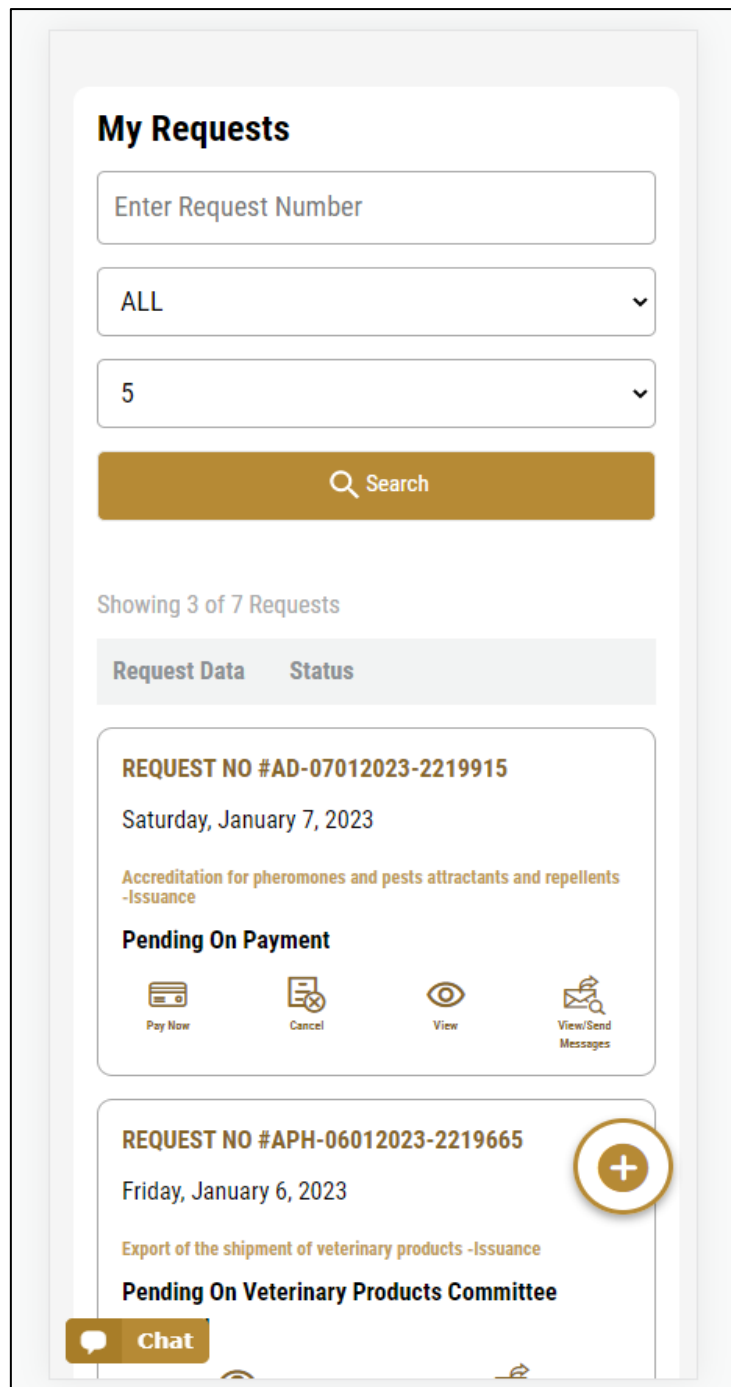 My Requests
Enter Request Number
ALL
5
Search
Showing 3 of 7 Requests
Request Data Status
REQUEST NO #AD-07012023-2219915
Saturday, January 7, 2023
Accreditation for pheromones and pests attractants and repellents
-Issuance
Pending On Payment
Pay Now Cancel View View/Send
Messages
REQUEST NO #APH-06012023-2219665
Friday, January 6, 2023
Export of the shipment of veterinary products -Issuance
Pending On Veterinary Products Committee
Chat